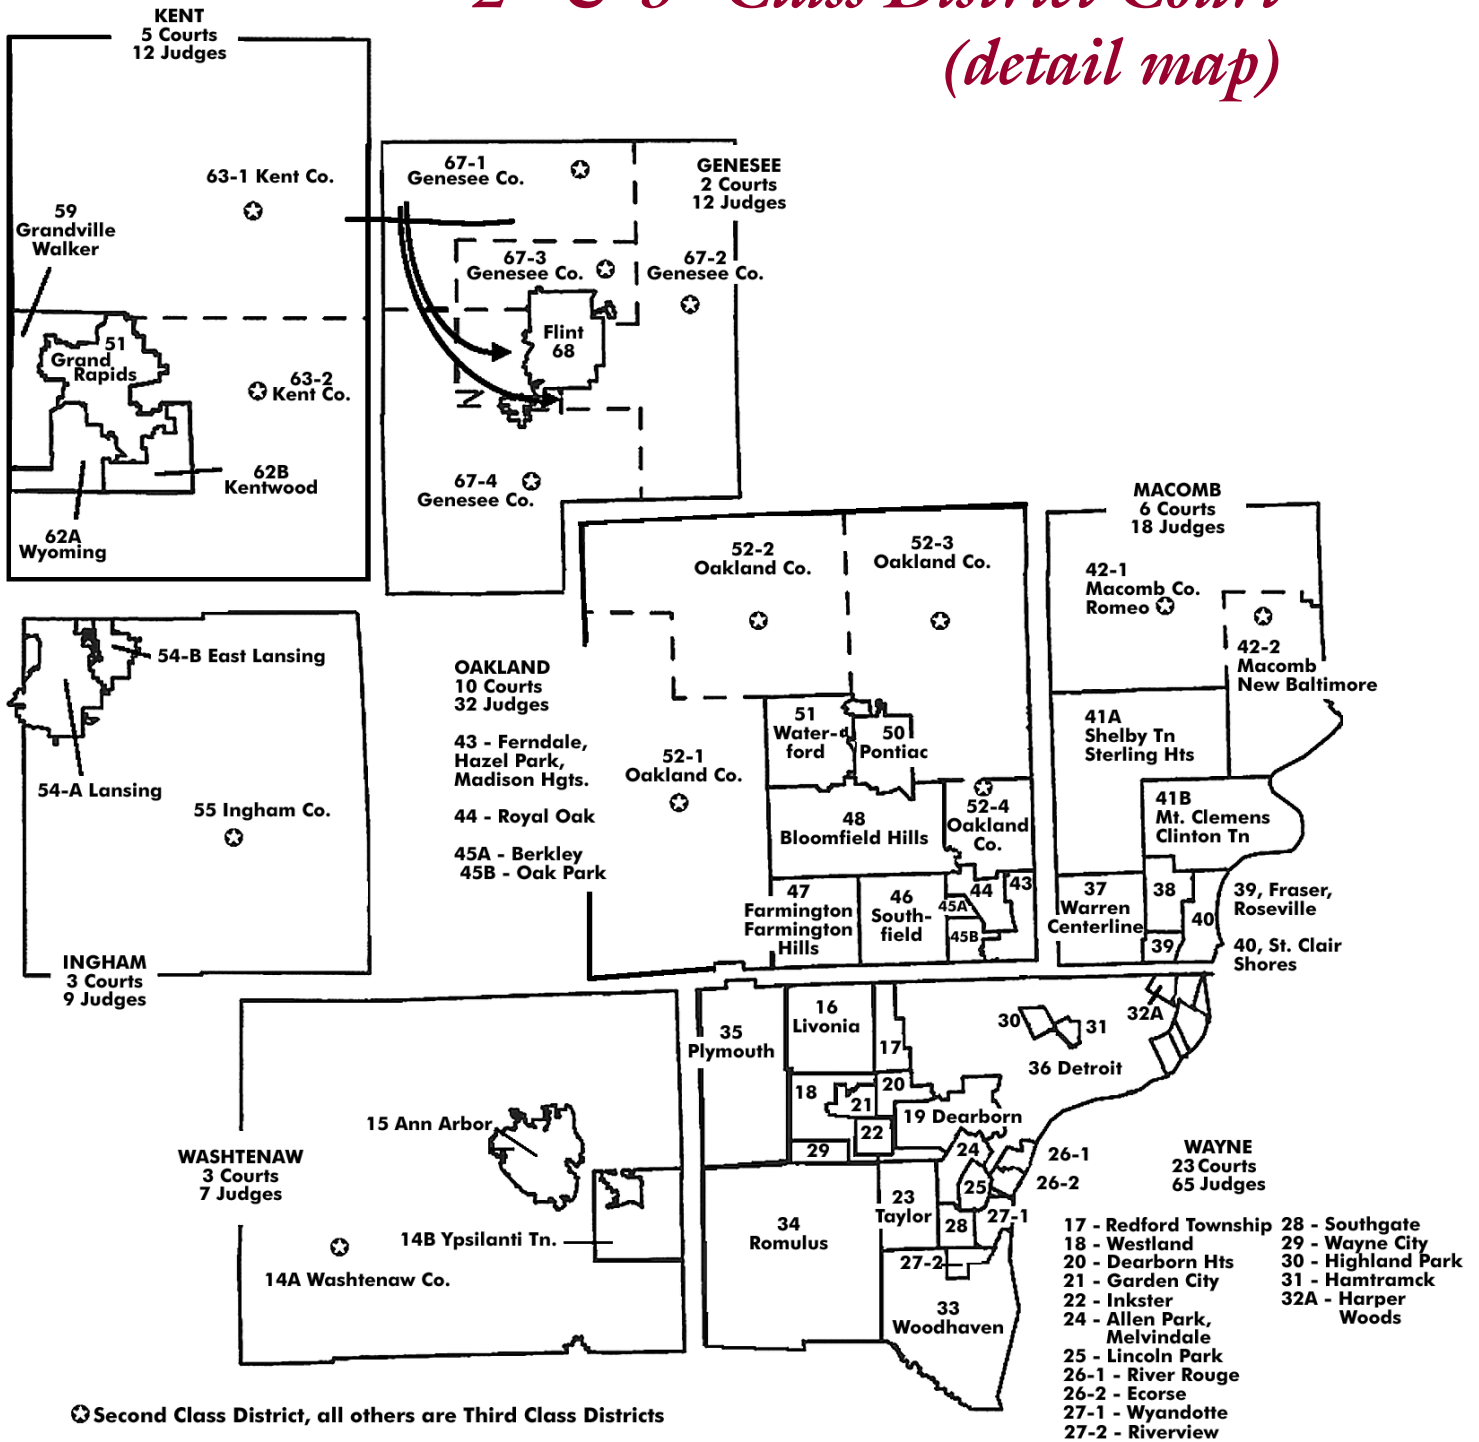 2 & 3 Class District Court
(detail map)
KENT
5 Courts
12 Judges
63-1 Kent Co.
59
Grandville
Walker
51
Grand
Rapids
63-2
Kent Co.
62B
Kentwood
62A
Wyoming
67-1
Genesee Co.
GENESEE
2 Courts
12 Judges
67-3
Genesee Co.
67-2
Genesee Co.
Flint
68
67-4
Genesee Co.
54-B East Lansing
54-A Lansing
55 Ingham Co.
INGHAM
3 Courts
9 Judges
OAKLAND
10 Courts
32 Judges
43 - Ferndale,
Hazel Park,
Madison Hgts.
44 - Royal Oak
45A - Berkley
45B - Oak Park
52-2
Oakland Co.
52-3
Oakland Co.
52-1
Oakland Co.
51
Water-
ford
50
Pontiac
48
Bloomfield Hills
52-4
Oakland
Co.
47
Farmington
Farmington
Hills
46
South-
field
45A
44
43
45B
MACOMB
6 Courts
18 Judges
42-1
Macomb Co.
Romeo
42-2
Macomb
New Baltimore
41A
Shelby Tn
Sterling Hts
41B
Mt. Clemens
Clinton Tn
37
Warren
Centerline
38
39
40
39, Fraser,
Roseville
40, St. Clair
Shores
WASHTENAW
3 Courts
7 Judges
15 Ann Arbor
14B Ypsilanti Tn.
14A Washtenaw Co.
35
Plymouth
16
Livonia
17
30
31
32A
36 Detroit
18
20
21
19 Dearborn
22
29
24
26-1
25
26-2
23
Taylor
28
27-1
34
Romulus
27-2
33
Woodhaven
WAYNE
23 Courts
65 Judges
17 - Redford Township
18 - Westland
20 - Dearborn Hts
21 - Garden City
22 - Inkster
24 - Allen Park,
Melvindale
25 - Lincoln Park
26-1 - River Rouge
26-2 - Ecorse
27-1 - Wyandotte
27-2 - Riverview
28 - Southgate
29 - Wayne City
30 - Highland Park
31 - Hamtramck
32A - Harper
Woods
Second Class District, all others are Third Class Districts